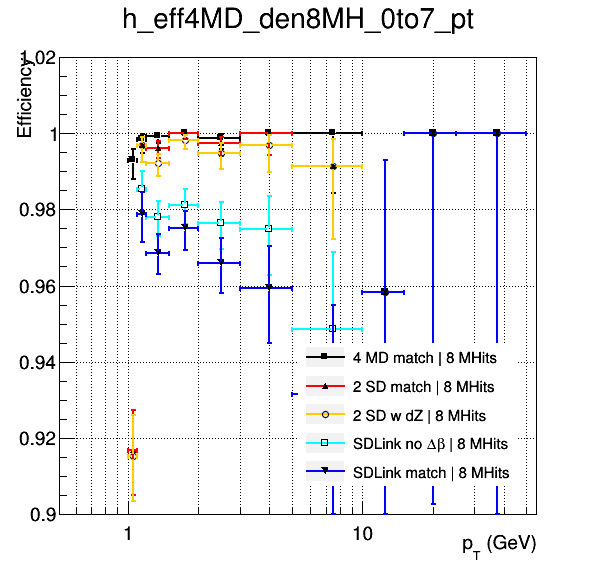 h_eff4MD_den8MH_0to7_pt
Efficiency
1.02
1
0.98
0.96
0.94
0.92
0.9
4 MD match | 8 MHits
2 SD match | 8 MHits
2 SD w dZ | 8 MHits
SDLink no Δβ | 8 MHits
SDLink match | 8 MHits
1
10
p_T (GeV)